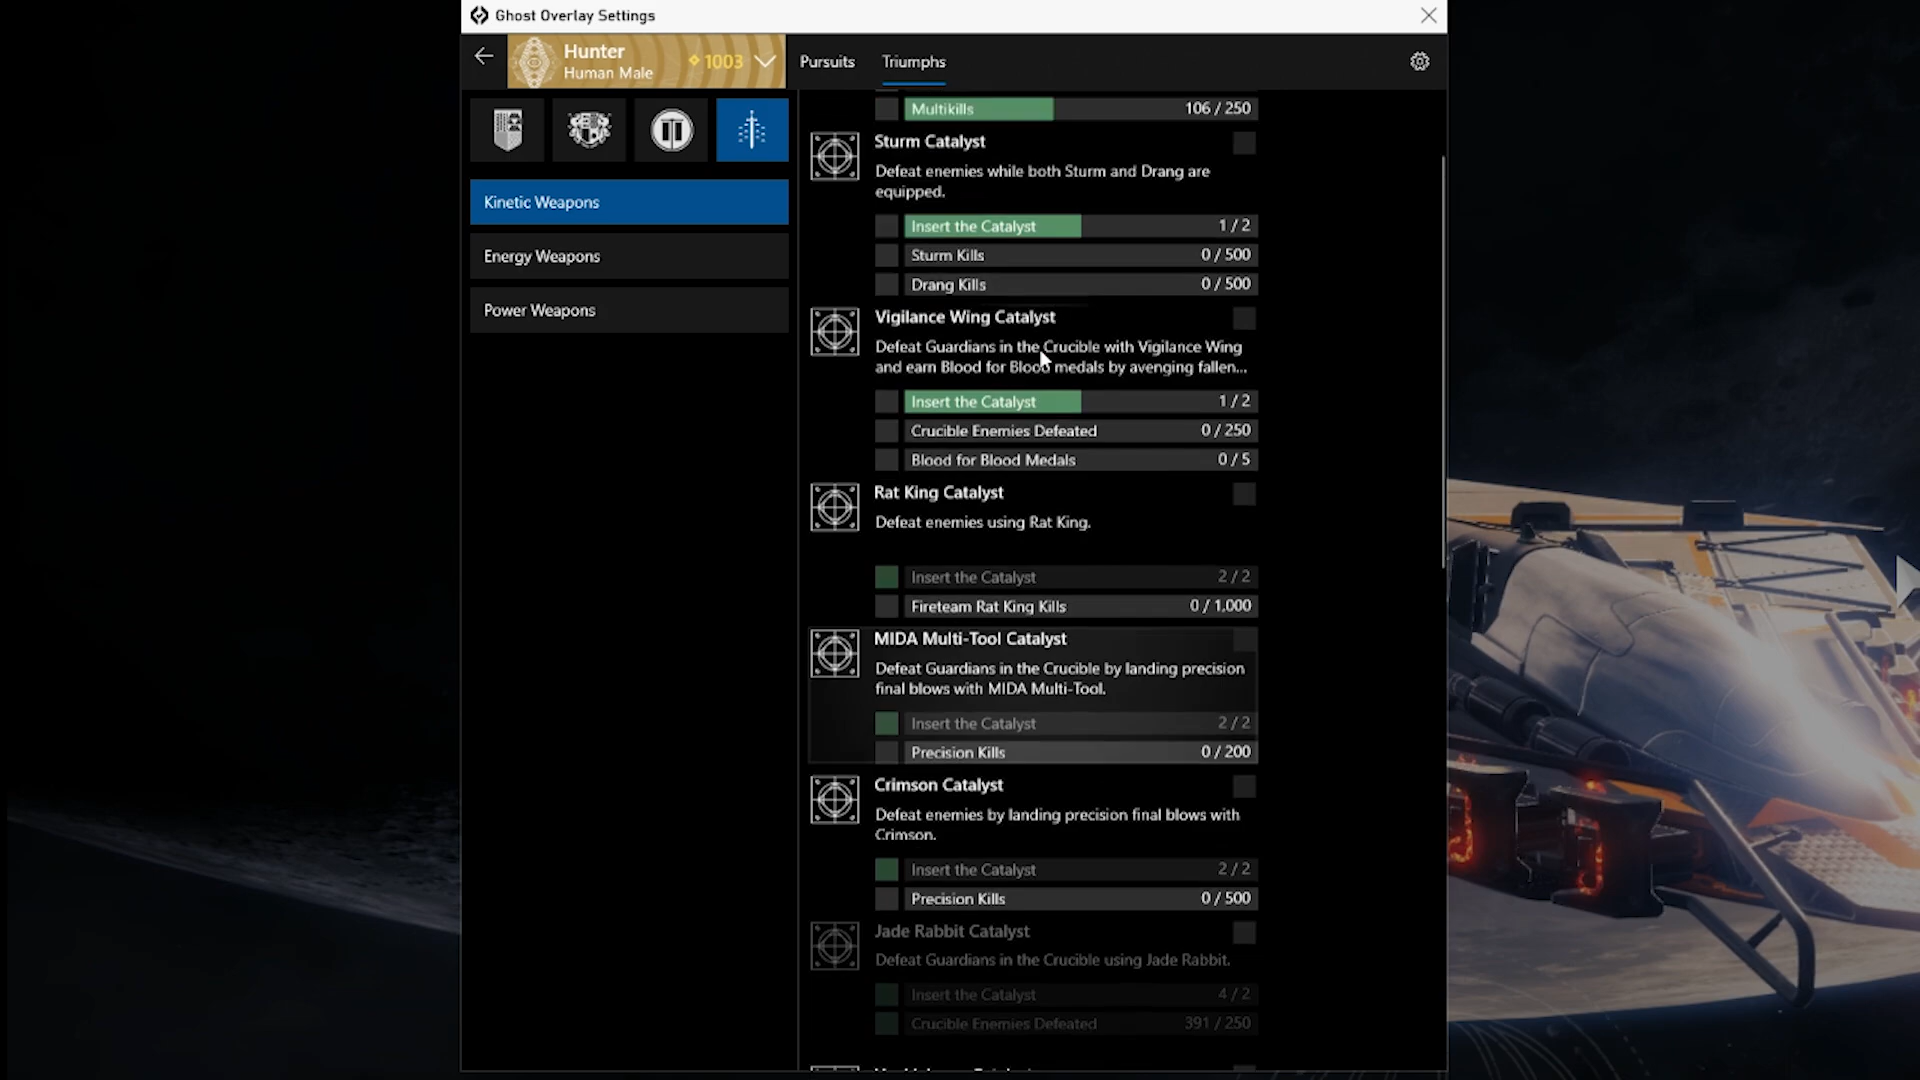 Ghost Overlay Settings
Hunter
Human Male
1003
Pursuits
Triumphs
Kinetic Weapons
Energy Weapons
Power Weapons
Multikills 106 / 250
Sturm Catalyst
Defeat enemies while both Sturm and Drang are
equipped.
Insert the Catalyst 1 / 2
Sturm Kills 0 / 500
Drang Kills 0 / 500
Vigilance Wing Catalyst
Defeat Guardians in the Crucible with Vigilance Wing
and earn Blood for Blood medals by avenging fallen...
Insert the Catalyst 1 / 2
Crucible Enemies Defeated 0 / 250
Blood for Blood Medals 0 / 5
Rat King Catalyst
Defeat enemies using Rat King.
Insert the Catalyst 2 / 2
Fireteam Rat King Kills 0 / 1,000
MIDA Multi-Tool Catalyst
Defeat Guardians in the Crucible by landing precision
final blows with MIDA Multi-Tool.
Insert the Catalyst 2 / 2
Precision Kills 0 / 200
Crimson Catalyst
Defeat enemies by landing precision final blows with
Crimson.
Insert the Catalyst 2 / 2
Precision Kills 0 / 500
Jade Rabbit Catalyst
Defeat Guardians in the Crucible using Jade Rabbit.
Insert the Catalyst 4 / 2
Crucible Enemies Defeated 391 / 250